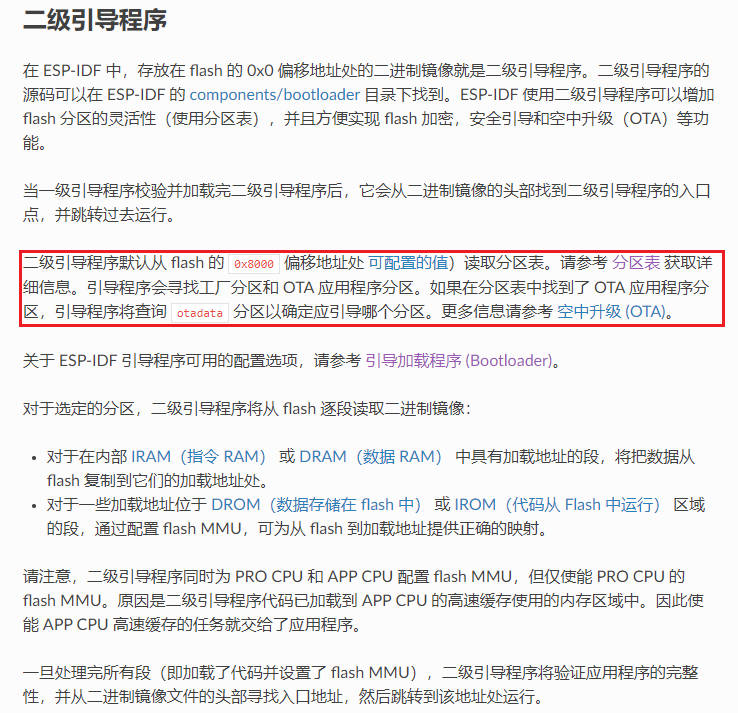 二级引导程序
在 ESP-IDF 中，存放在 flash 的 0x0 偏移地址处的二进制镜像就是二级引导程序。二级引导程序的
源码可以在 ESP-IDF 的 components/bootloader 目录下找到。ESP-IDF 使用二级引导程序可以增加
flash 分区的灵活性（使用分区表），并且方便实现 flash 加密，安全引导和空中升级（OTA）等功
能。
当一级引导程序校验并加载完二级引导程序后，它会从二进制镜像的头部找到二级引导程序的入口
点，并跳转过去运行。
二级引导程序默认从 flash 的 0x8000 偏移地址处 可配置的值）读取分区表。请参考 分区表 获取详
细信息。引导程序会寻找工厂分区和 OTA 应用程序分区。如果在分区表中找到了 OTA 应用程序分
区，引导程序将查询 otadata 分区以确定应引导哪个分区。更多信息请参考 空中升级 (OTA)。
关于 ESP-IDF 引导程序可用的配置选项，请参考 引导加载程序 (Bootloader)。
对于选定的分区，二级引导程序将从 flash 逐段读取二进制镜像：
• 对于在内部 IRAM（指令 RAM） 或 DRAM（数据 RAM） 中具有加载地址的段，将把数据从
flash 复制到它们的加载地址处。
• 对于一些加载地址位于 DROM（数据存储在 flash 中） 或 IROM（代码从 Flash 中运行） 区域
的段，通过配置 flash MMU，可为从 flash 到加载地址提供正确的映射。
请注意，二级引导程序同时为 PRO CPU 和 APP CPU 配置 flash MMU，但仅使能 PRO CPU 的
flash MMU。原因是二级引导程序代码已加载到 APP CPU 的高速缓存使用的内存区域中。因此使
能 APP CPU 高速缓存的任务就交给了应用程序。
一旦处理完所有段（即加载了代码并设置了 flash MMU），二级引导程序将验证应用程序的完整
性，并从二进制镜像文件的头部寻找入口地址，然后跳转到该地址处运行。